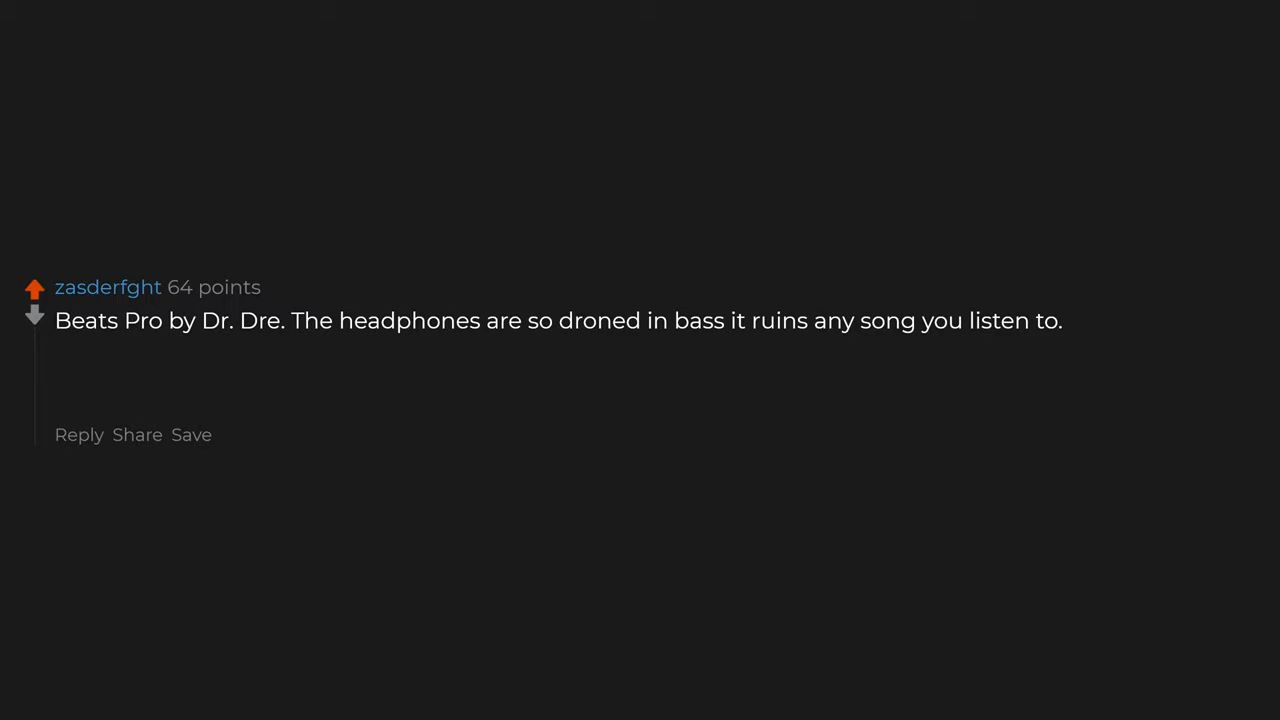 zasderfght 64 points
Beats Pro by Dr. Dre. The headphones are so droned in bass it ruins any song you listen to.
Reply Share Save